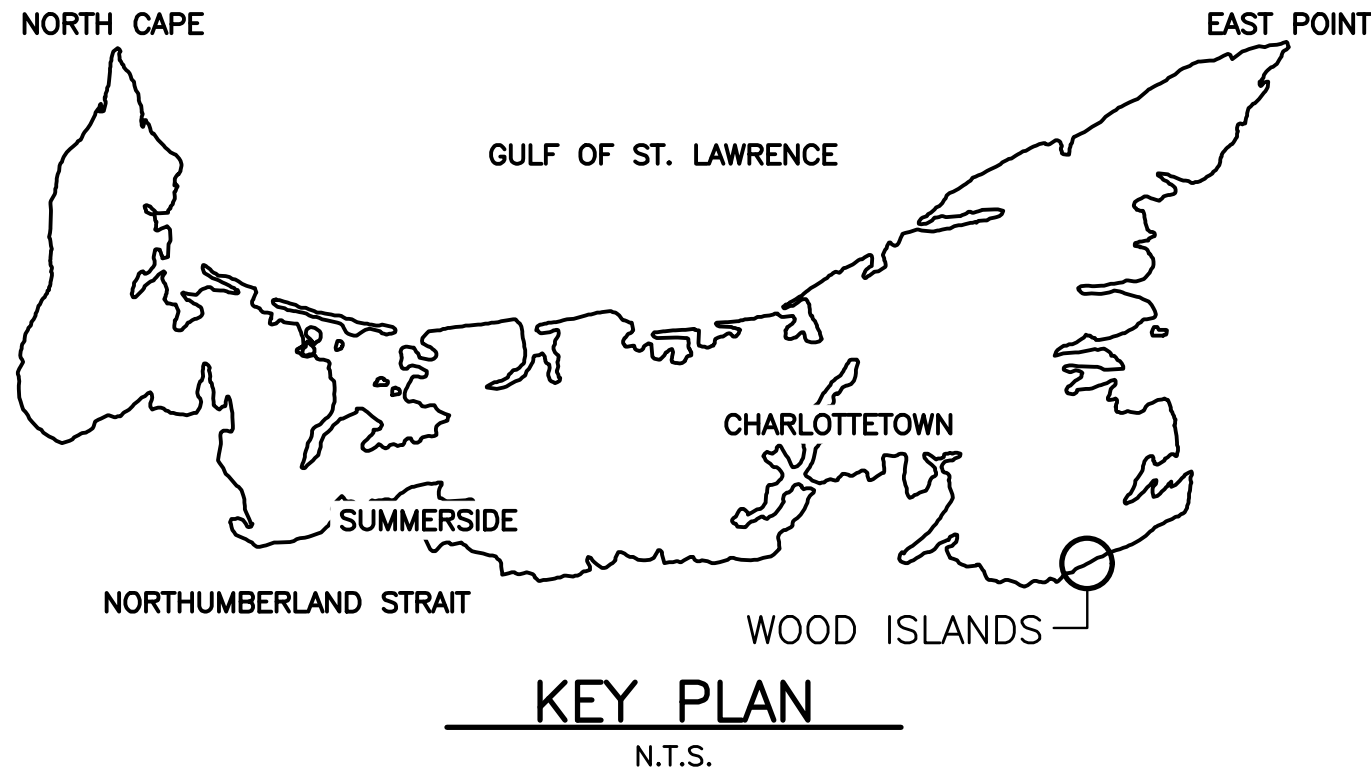 NORTH CAPE
EAST POINT
GULF OF ST. LAWRENCE
CHARLOTTETOWN
SUMMERSIDE
NORTHUMBERLAND STRAIT
WOOD ISLANDS
KEY PLAN
N.T.S.